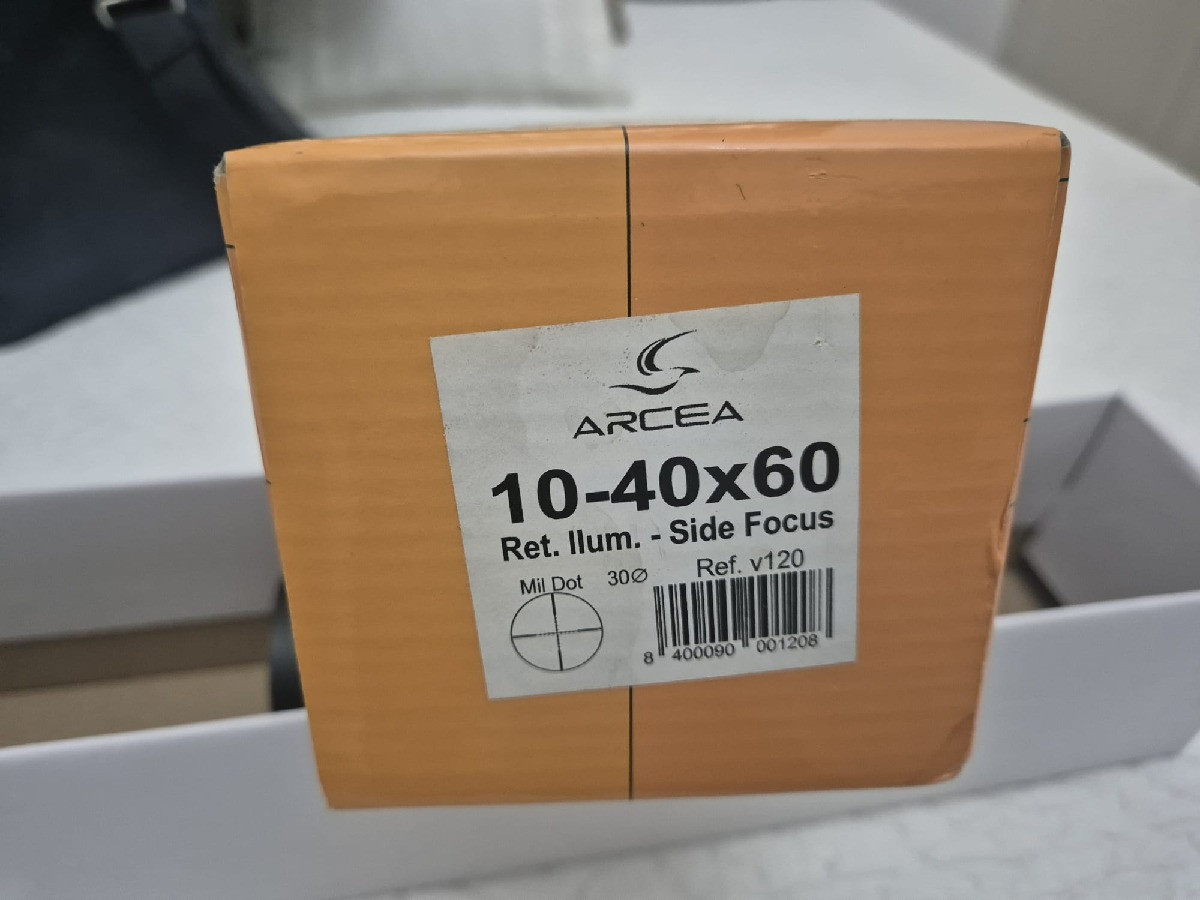 ARCEA
10-40x60
Ret. Ilum. - Side Focus
Mil Dot 30Ø Ref. v120
8 400090 001208